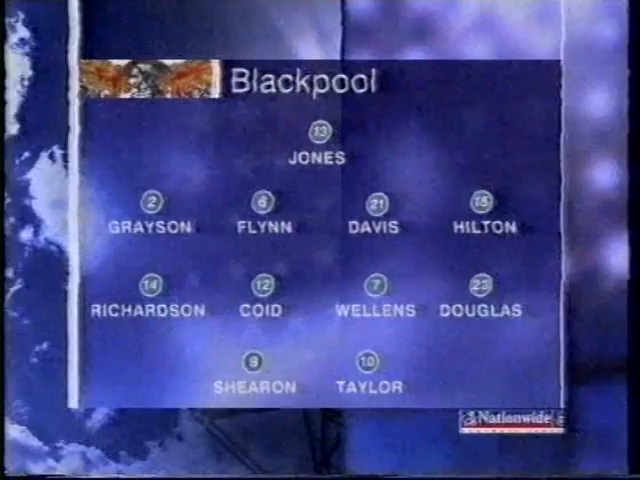 Blackpool
13
JONES
2 6 21 15
GRAYSON FLYNN DAVIS HILTON
14 12 7 23
RICHARDSON COID WELLENS DOUGLAS
9 10
SHEARON TAYLOR
Nationwide